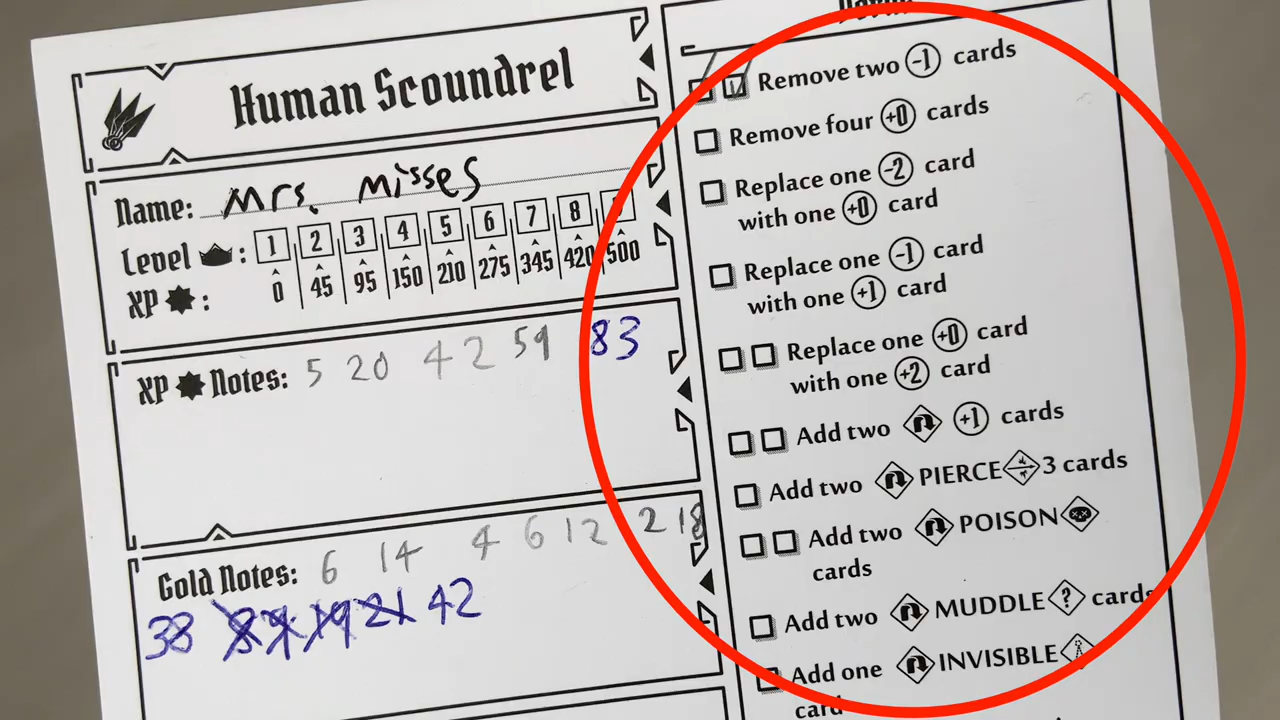 Human Scoundrel
Name: Mrs. Misses
Level : 1 2 3 4 5 6 7 8
XP : 0 45 95 150 210 275 345 420 500
XP Notes: 5 20 42 59 83
Gold Notes: 6 14 4 6 12 2 18
38 42
Remove two -1 cards
Remove four +0 cards
Replace one -2 card
with one +0 card
Replace one -1 card
with one +1 card
Replace one +0 card
with one +2 card
Add two +1 cards
Add two PIERCE 3 cards
Add two POISON
cards
Add two MUDDLE ? cards
Add one INVISIBLE
card